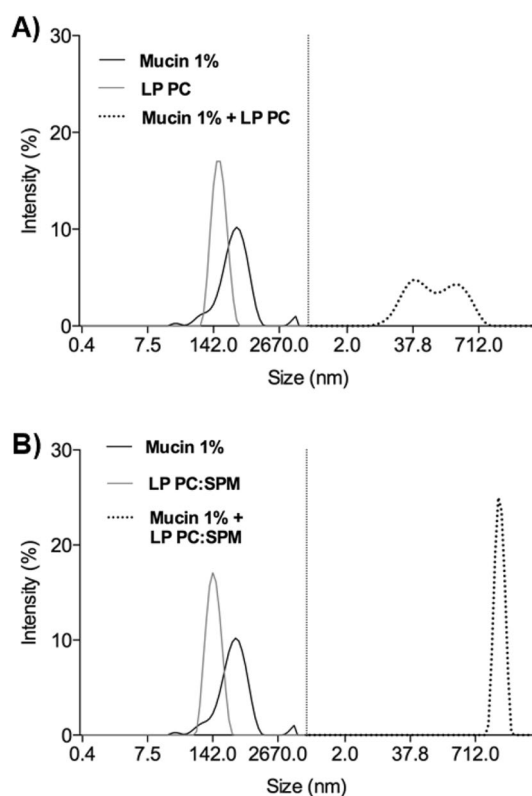 A)
30
20
10
0
Intensity (%)
Mucin 1%
LP PC
Mucin 1% + LP PC
0.4 7.5 142.0 2670.0 2.0 37.8 712.0
Size (nm)
B)
30
20
10
0
Intensity (%)
Mucin 1%
LP PC:SPM
Mucin 1% +
LP PC:SPM
0.4 7.5 142.0 2670.0 2.0 37.8 712.0
Size (nm)